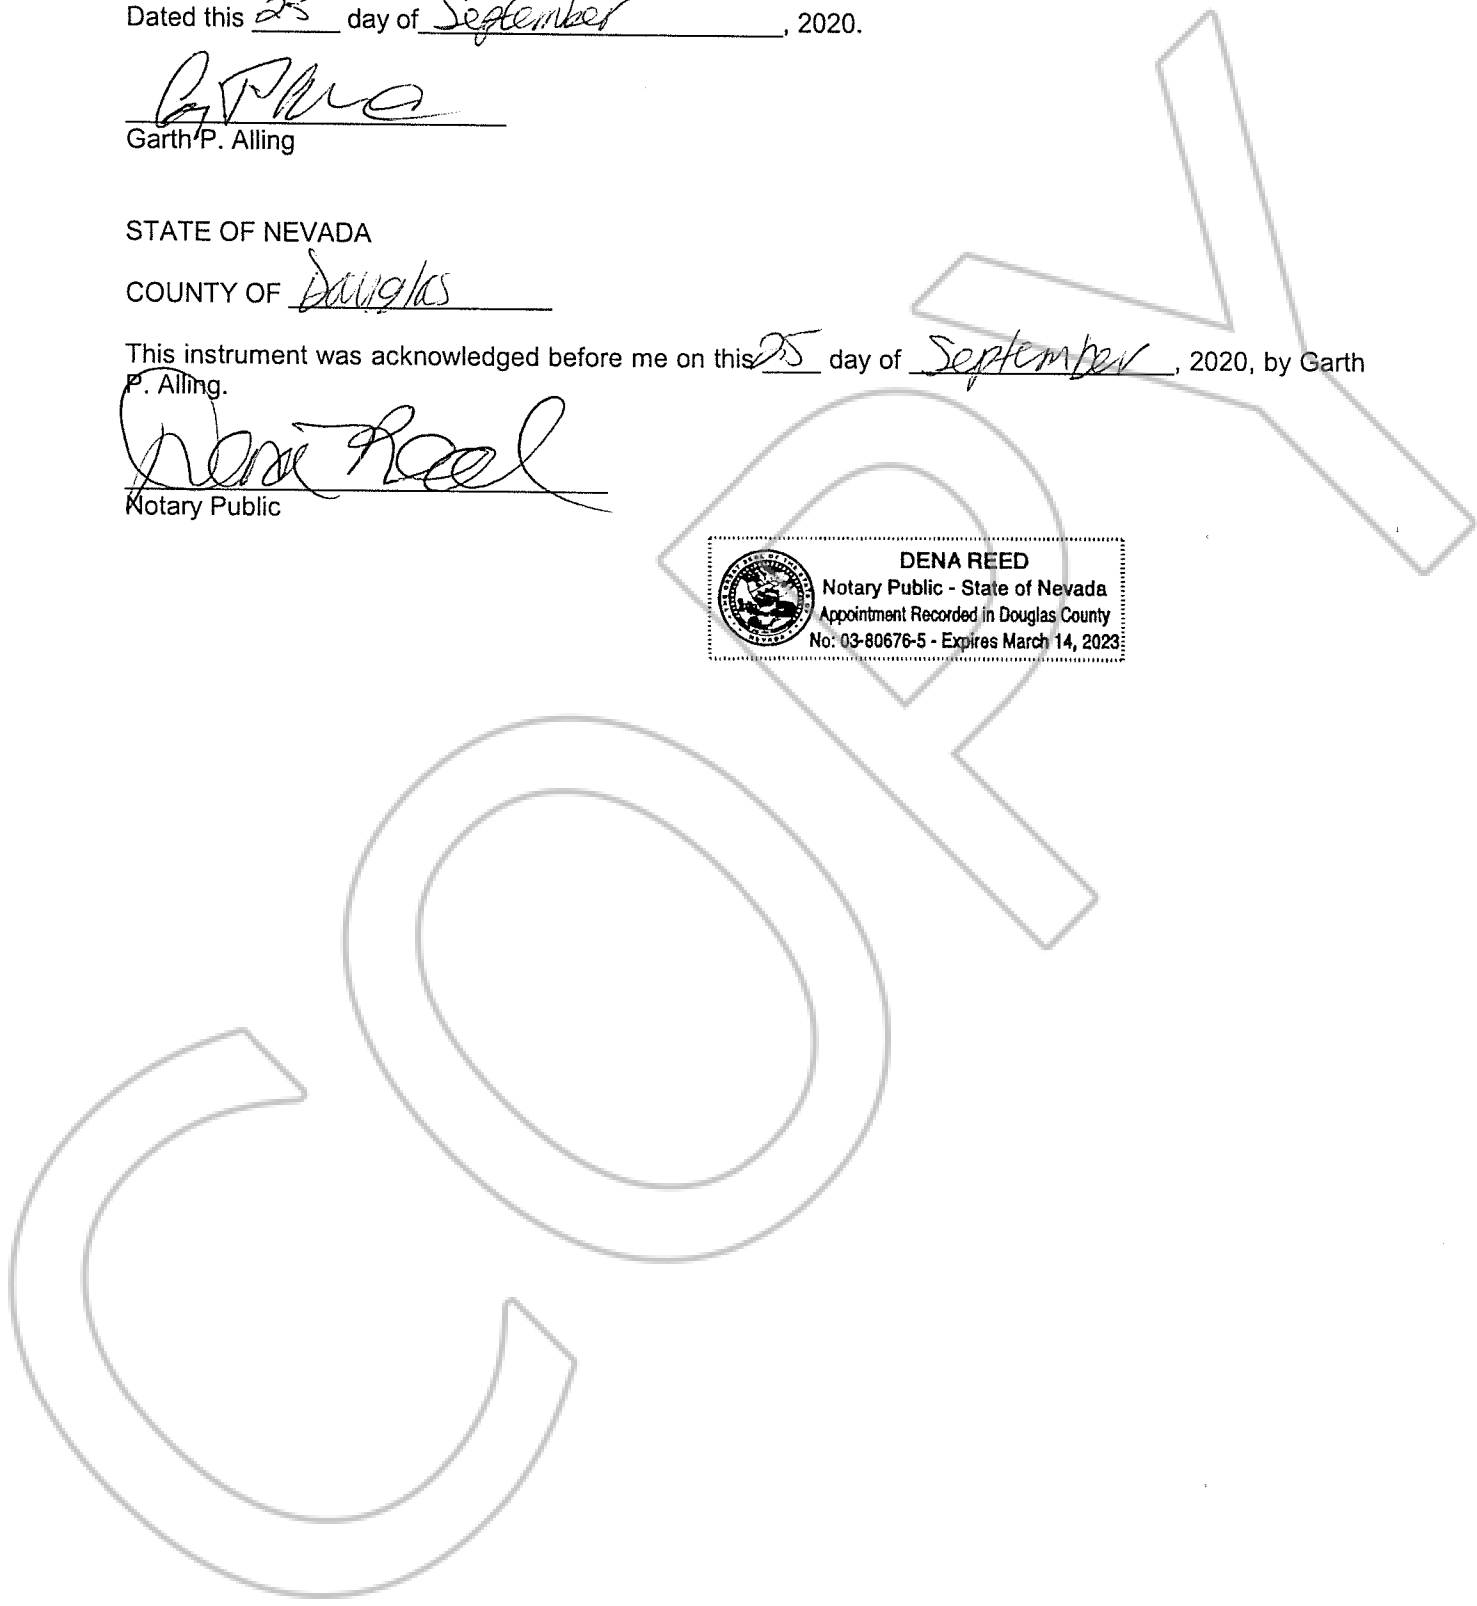 Dated this 25 day of September, 2020.
Garth P. Alling
STATE OF NEVADA
COUNTY OF Douglas
This instrument was acknowledged before me on this 25 day of September, 2020, by Garth
P. Alling.
Dena Reed
Notary Public
DENA REED
Notary Public - State of Nevada
Appointment Recorded in Douglas County
No: 03-80676-5 - Expires March 14, 2023
COPY